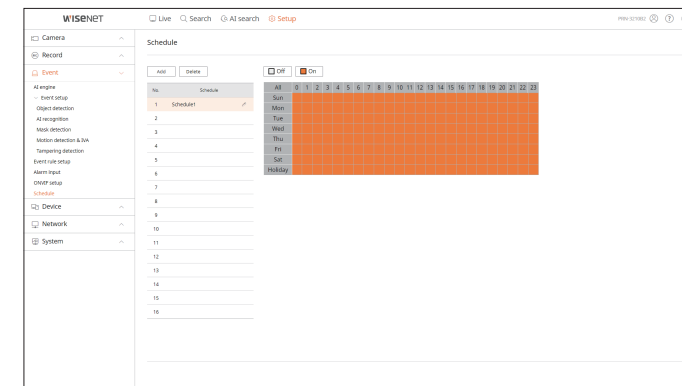 WISENET
Live Search AI search Setup
Camera
Record
Event
AI engine
Event setup
Object detection
AI recognition
Mask detection
Motion detection & IVA
Tampering detection
Event rule setup
Alarm input
ONVIF setup
Schedule
Device
Network
System
Schedule
Add Delete
No. Schedule
1 Schedule1
2
3
4
5
6
7
8
9
10
11
12
13
14
15
16
Off On
All 0 1 2 3 4 5 6 7 8 9 10 11 12 13 14 15 16 17 18 19 20 21 22 23
Sun
Mon
Tue
Wed
Thu
Fri
Sat
Holiday